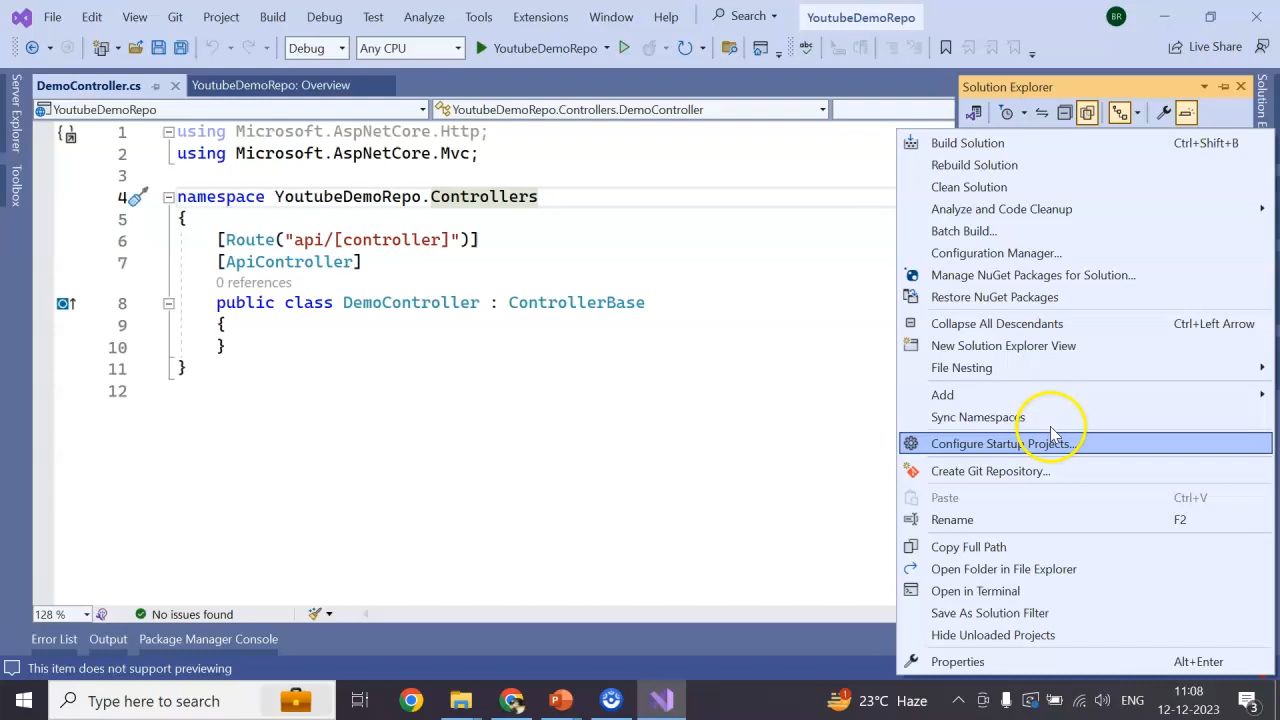 File Edit View Git Project Build Debug Test Analyze Tools Extensions Window Help Search YoutubeDemoRepo BR
Debug Any CPU YoutubeDemoRepo Live Share
DemoController.cs YoutubeDemoRepo: Overview
YoutubeDemoRepo YoutubeDemoRepo.Controllers.DemoController
Server Explorer
Toolbox
1 using Microsoft.AspNetCore.Http;
2 using Microsoft.AspNetCore.Mvc;
3
4 namespace YoutubeDemoRepo.Controllers
5 {
6 [Route("api/[controller]")]
7 [ApiController]
0 references
8 public class DemoController : ControllerBase
9 {
10 }
11 }
12
128 % No issues found
Error List Output Package Manager Console
This item does not support previewing
Solution Explorer
Build Solution Ctrl+Shift+B
Rebuild Solution
Clean Solution
Analyze and Code Cleanup
Batch Build...
Configuration Manager...
Manage NuGet Packages for Solution...
Restore NuGet Packages
Collapse All Descendants Ctrl+Left Arrow
New Solution Explorer View
File Nesting
Add
Sync Namespaces
Configure Startup Projects...
Create Git Repository...
Paste Ctrl+V
Rename F2
Copy Full Path
Open Folder in File Explorer
Open in Terminal
Save As Solution Filter
Hide Unloaded Projects
Properties Alt+Enter
Type here to search
23°C Haze ENG
11:08
12-12-2023